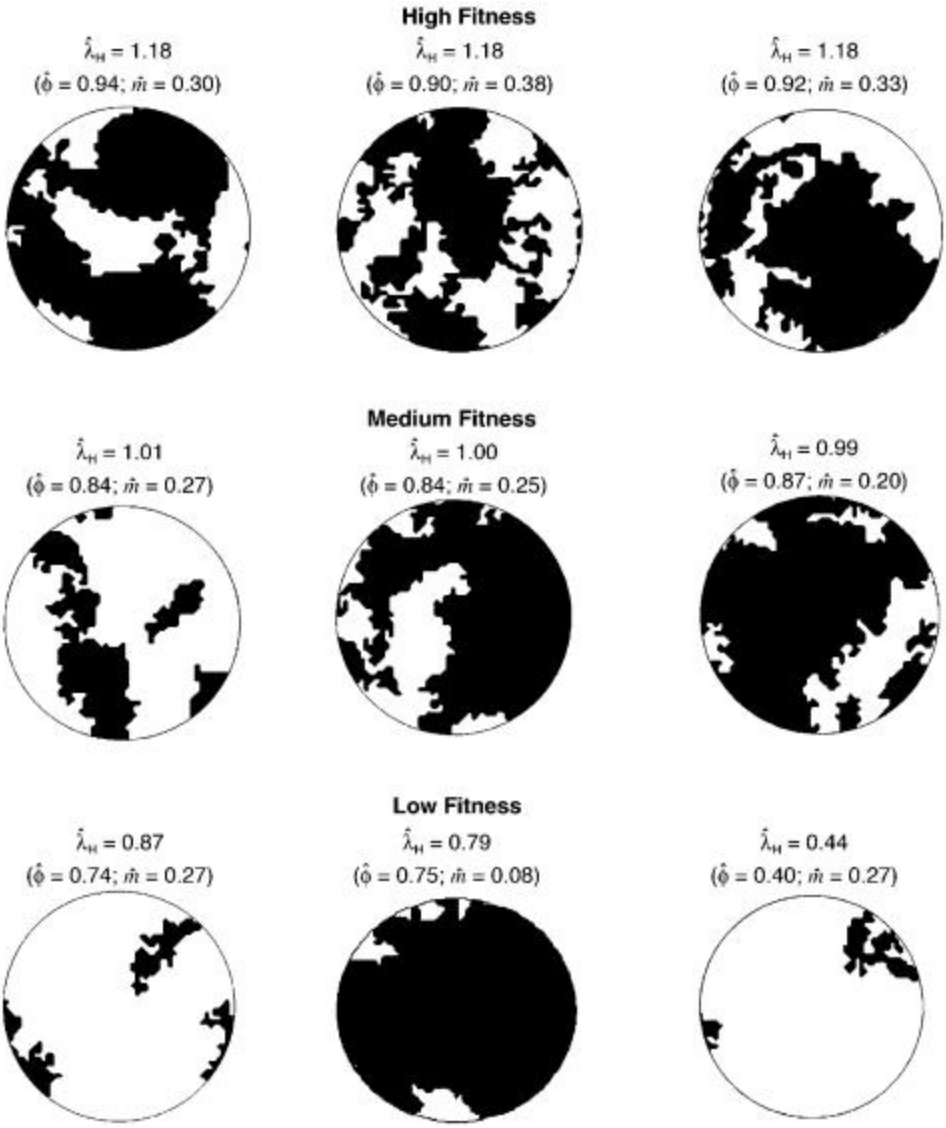 High Fitness
λ̂H = 1.18
λ̂H = 1.18
λ̂H = 1.18
(ϕ̂ = 0.94; m̂ = 0.30)
(ϕ̂ = 0.90; m̂ = 0.38)
(ϕ̂ = 0.92; m̂ = 0.33)
Medium Fitness
λ̂H = 1.01
λ̂H = 1.00
λ̂H = 0.99
(ϕ̂ = 0.84; m̂ = 0.27)
(ϕ̂ = 0.84; m̂ = 0.25)
(ϕ̂ = 0.87; m̂ = 0.20)
Low Fitness
λ̂H = 0.87
λ̂H = 0.79
λ̂H = 0.44
(ϕ̂ = 0.74; m̂ = 0.27)
(ϕ̂ = 0.75; m̂ = 0.08)
(ϕ̂ = 0.40; m̂ = 0.27)